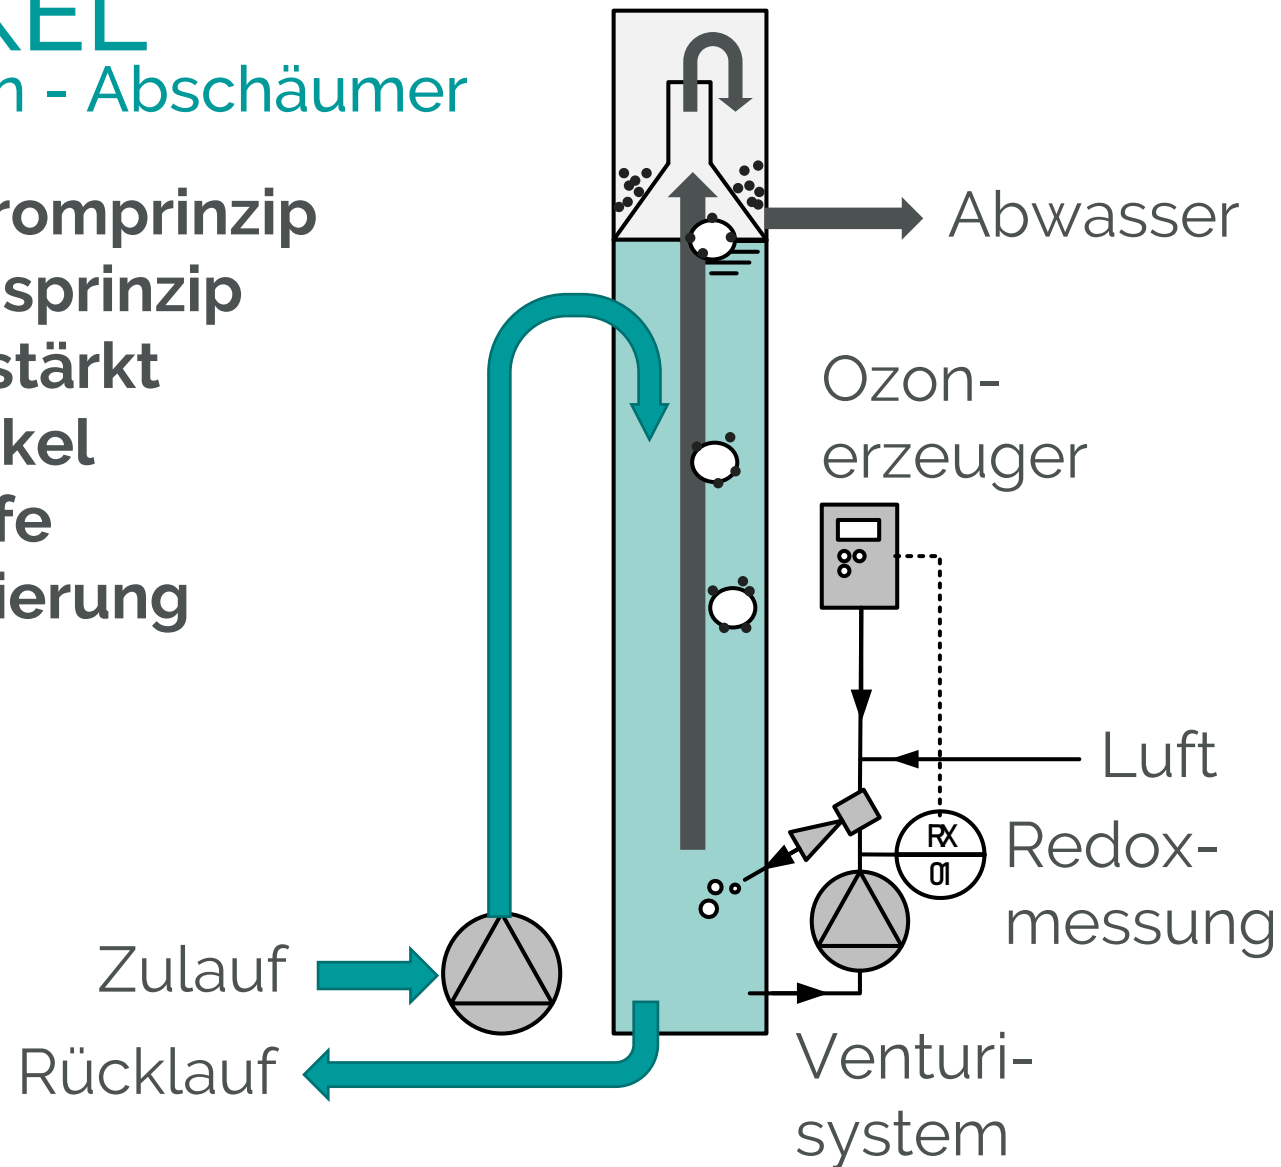 KEL
n - Abschäumer
romprinzip
sprinzip
stärkt
kel
fe
ierung
Abwasser
Ozon-
erzeuger
Luft
RX
01
Redox-
messung
Zulauf
Rücklauf
Venturi-
system